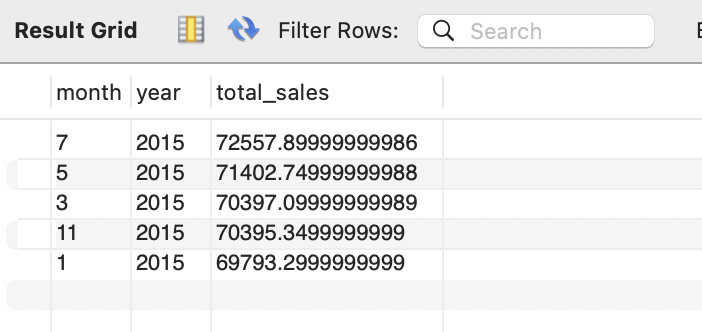 Result Grid Filter Rows: Search E
month year total_sales
7 2015 72557.89999999986
5 2015 71402.74999999988
3 2015 70397.09999999989
11 2015 70395.3499999999
1 2015 69793.2999999999